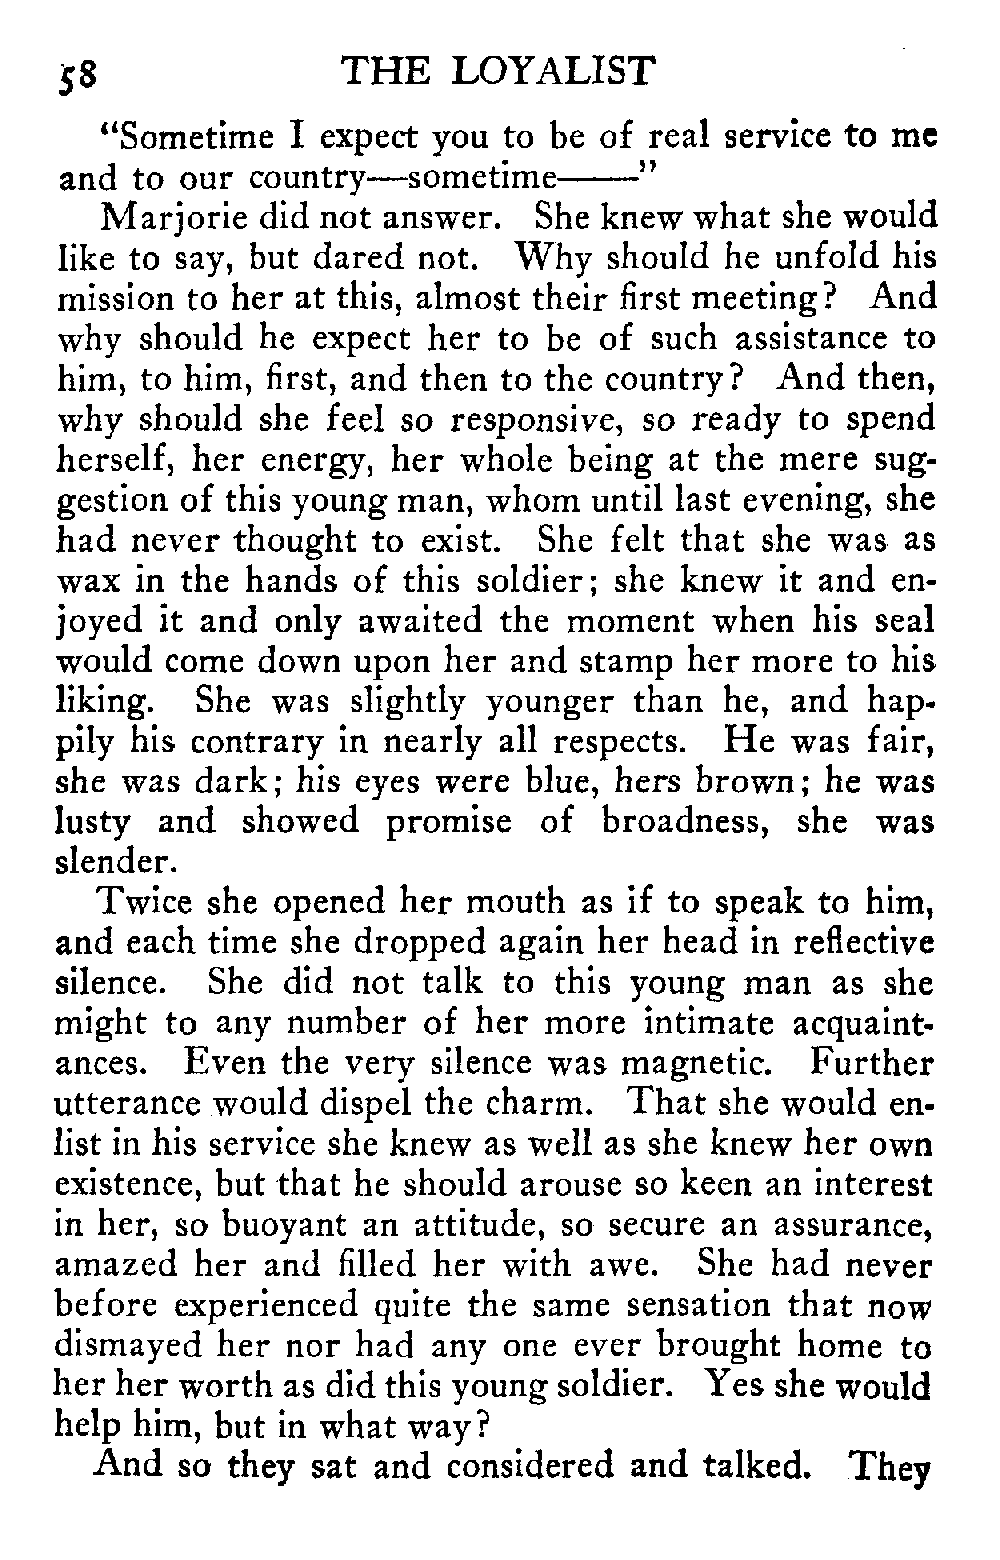 58 THE LOYALIST
“Sometime I expect you to be of real service to me
and to our country—sometime——”
Marjorie did not answer. She knew what she would
like to say, but dared not. Why should he unfold his
mission to her at this, almost their first meeting? And
why should he expect her to be of such assistance to
him, to him, first, and then to the country? And then,
why should she feel so responsive, so ready to spend
herself, her energy, her whole being at the mere sug-
gestion of this young man, whom until last evening, she
had never thought to exist. She felt that she was as
wax in the hands of this soldier; she knew it and en-
joyed it and only awaited the moment when his seal
would come down upon her and stamp her more to his
liking. She was slightly younger than he, and hap-
pily his contrary in nearly all respects. He was fair,
she was dark; his eyes were blue, hers brown; he was
lusty and showed promise of broadness, she was
slender.
Twice she opened her mouth as if to speak to him,
and each time she dropped again her head in reflective
silence. She did not talk to this young man as she
might to any number of her more intimate acquaint-
ances. Even the very silence was magnetic. Further
utterance would dispel the charm. That she would en-
list in his service she knew as well as she knew her own
existence, but that he should arouse so keen an interest
in her, so buoyant an attitude, so secure an assurance,
amazed her and filled her with awe. She had never
before experienced quite the same sensation that now
dismayed her nor had any one ever brought home to
her her worth as did this young soldier. Yes she would
help him, but in what way?
And so they sat and considered and talked. They